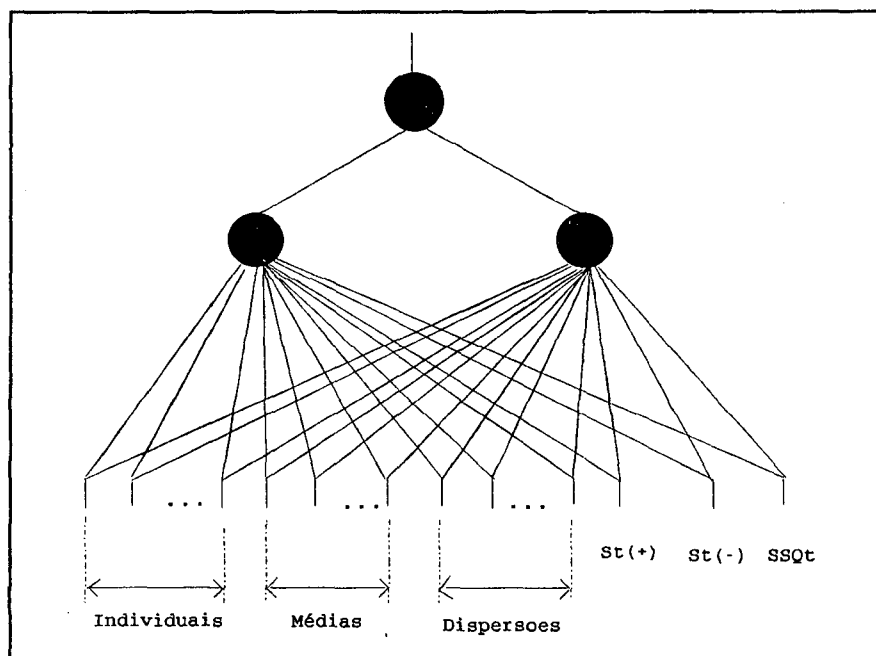 ... ... ...
St(+) St(-) SSQt
Individuais Médias Dispersoes